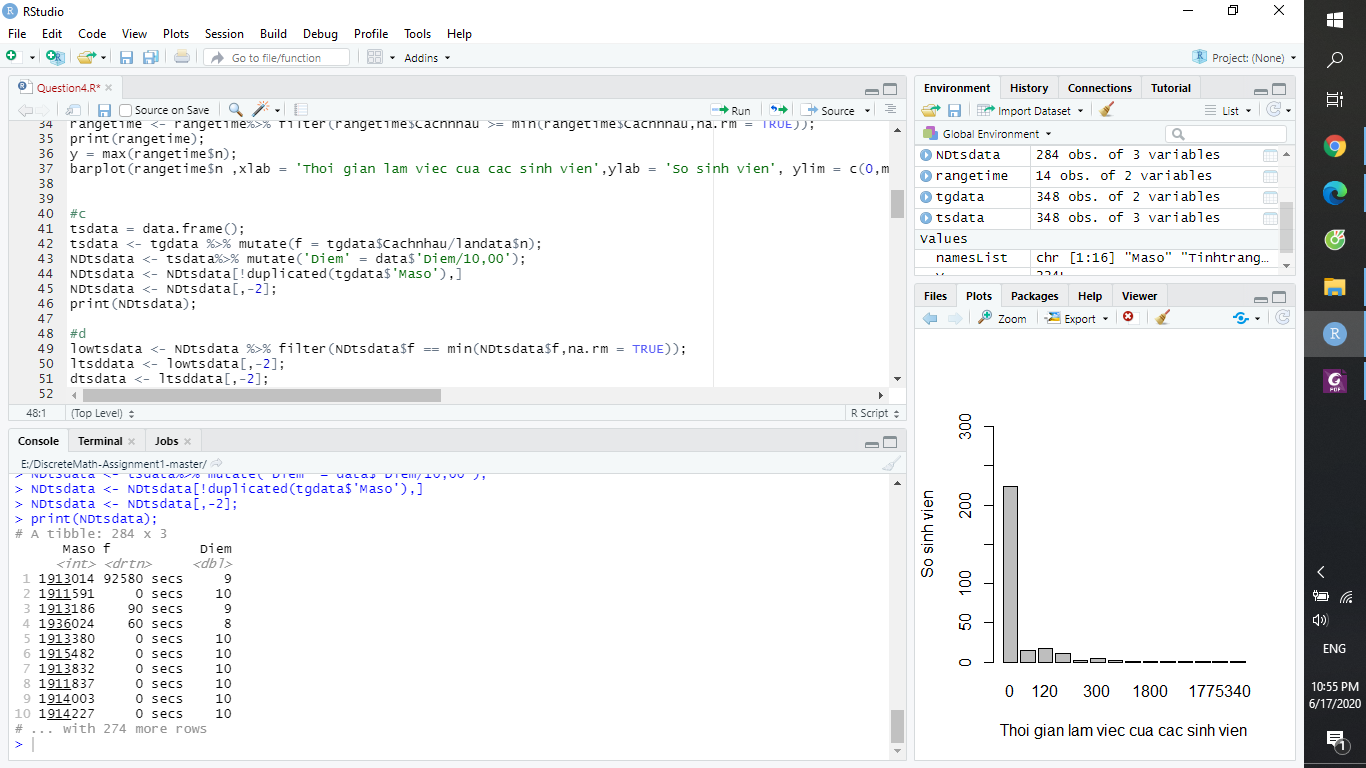 RStudio
File Edit Code View Plots Session Build Debug Profile Tools Help
Go to file/function Addins Project: (None)
Question4.R*
Source on Save Run Source
34 rangetime <- rangetime%>% filter(rangetime$Cachnhau >= min(rangetime$Cachnhau,na.rm = TRUE));
35 print(rangetime);
36 y = max(rangetime$n);
37 barplot(rangetime$n ,xlab = 'Thoi gian lam viec cua cac sinh vien',ylab = 'So sinh vien', ylim = c(0,m
38
39
40 #c
41 tsdata = data.frame();
42 tsdata <- tgdata %>% mutate(f = tgdata$Cachnhau/landata$n);
43 NDtsdata <- tsdata%>% mutate('Diem' = data$'Diem/10,00');
44 NDtsdata <- NDtsdata[!duplicated(tgdata$'Maso'),]
45 NDtsdata <- NDtsdata[,-2];
46 print(NDtsdata);
47
48 #d
49 lowtsdata <- NDtsdata %>% filter(NDtsdata$f == min(NDtsdata$f,na.rm = TRUE));
50 ltsddata <- lowtsdata[,-2];
51 dtsdata <- ltsddata[,-2];
52
48:1 (Top Level) R Script
Console Terminal Jobs
E:/DiscreteMath-Assignment1-master/
> NDtsdata <- tsdata%>% mutate('Diem' = data$'Diem/10,00');
> NDtsdata <- NDtsdata[!duplicated(tgdata$'Maso'),]
> NDtsdata <- NDtsdata[,-2];
> print(NDtsdata);
# A tibble: 284 x 3
Maso f Diem
<int> <drtn> <dbl>
1 1913014 92580 secs 9
2 1911591 0 secs 10
3 1913186 90 secs 9
4 1936024 60 secs 8
5 1913380 0 secs 10
6 1915482 0 secs 10
7 1913832 0 secs 10
8 1911837 0 secs 10
9 1914003 0 secs 10
10 1914227 0 secs 10
# ... with 274 more rows
>
Environment History Connections Tutorial
Import Dataset List
Global Environment
NDtsdata 284 obs. of 3 variables
rangetime 14 obs. of 2 variables
tgdata 348 obs. of 2 variables
tsdata 348 obs. of 3 variables
Values
namesList chr [1:16] "Maso" "Tinhtrang…
Files Plots Packages Help Viewer
Zoom Export
300
200
100
50
0
So sinh vien
0 120 300 1800 1775340
Thoi gian lam viec cua cac sinh vien
ENG
10:55 PM
6/17/2020
1